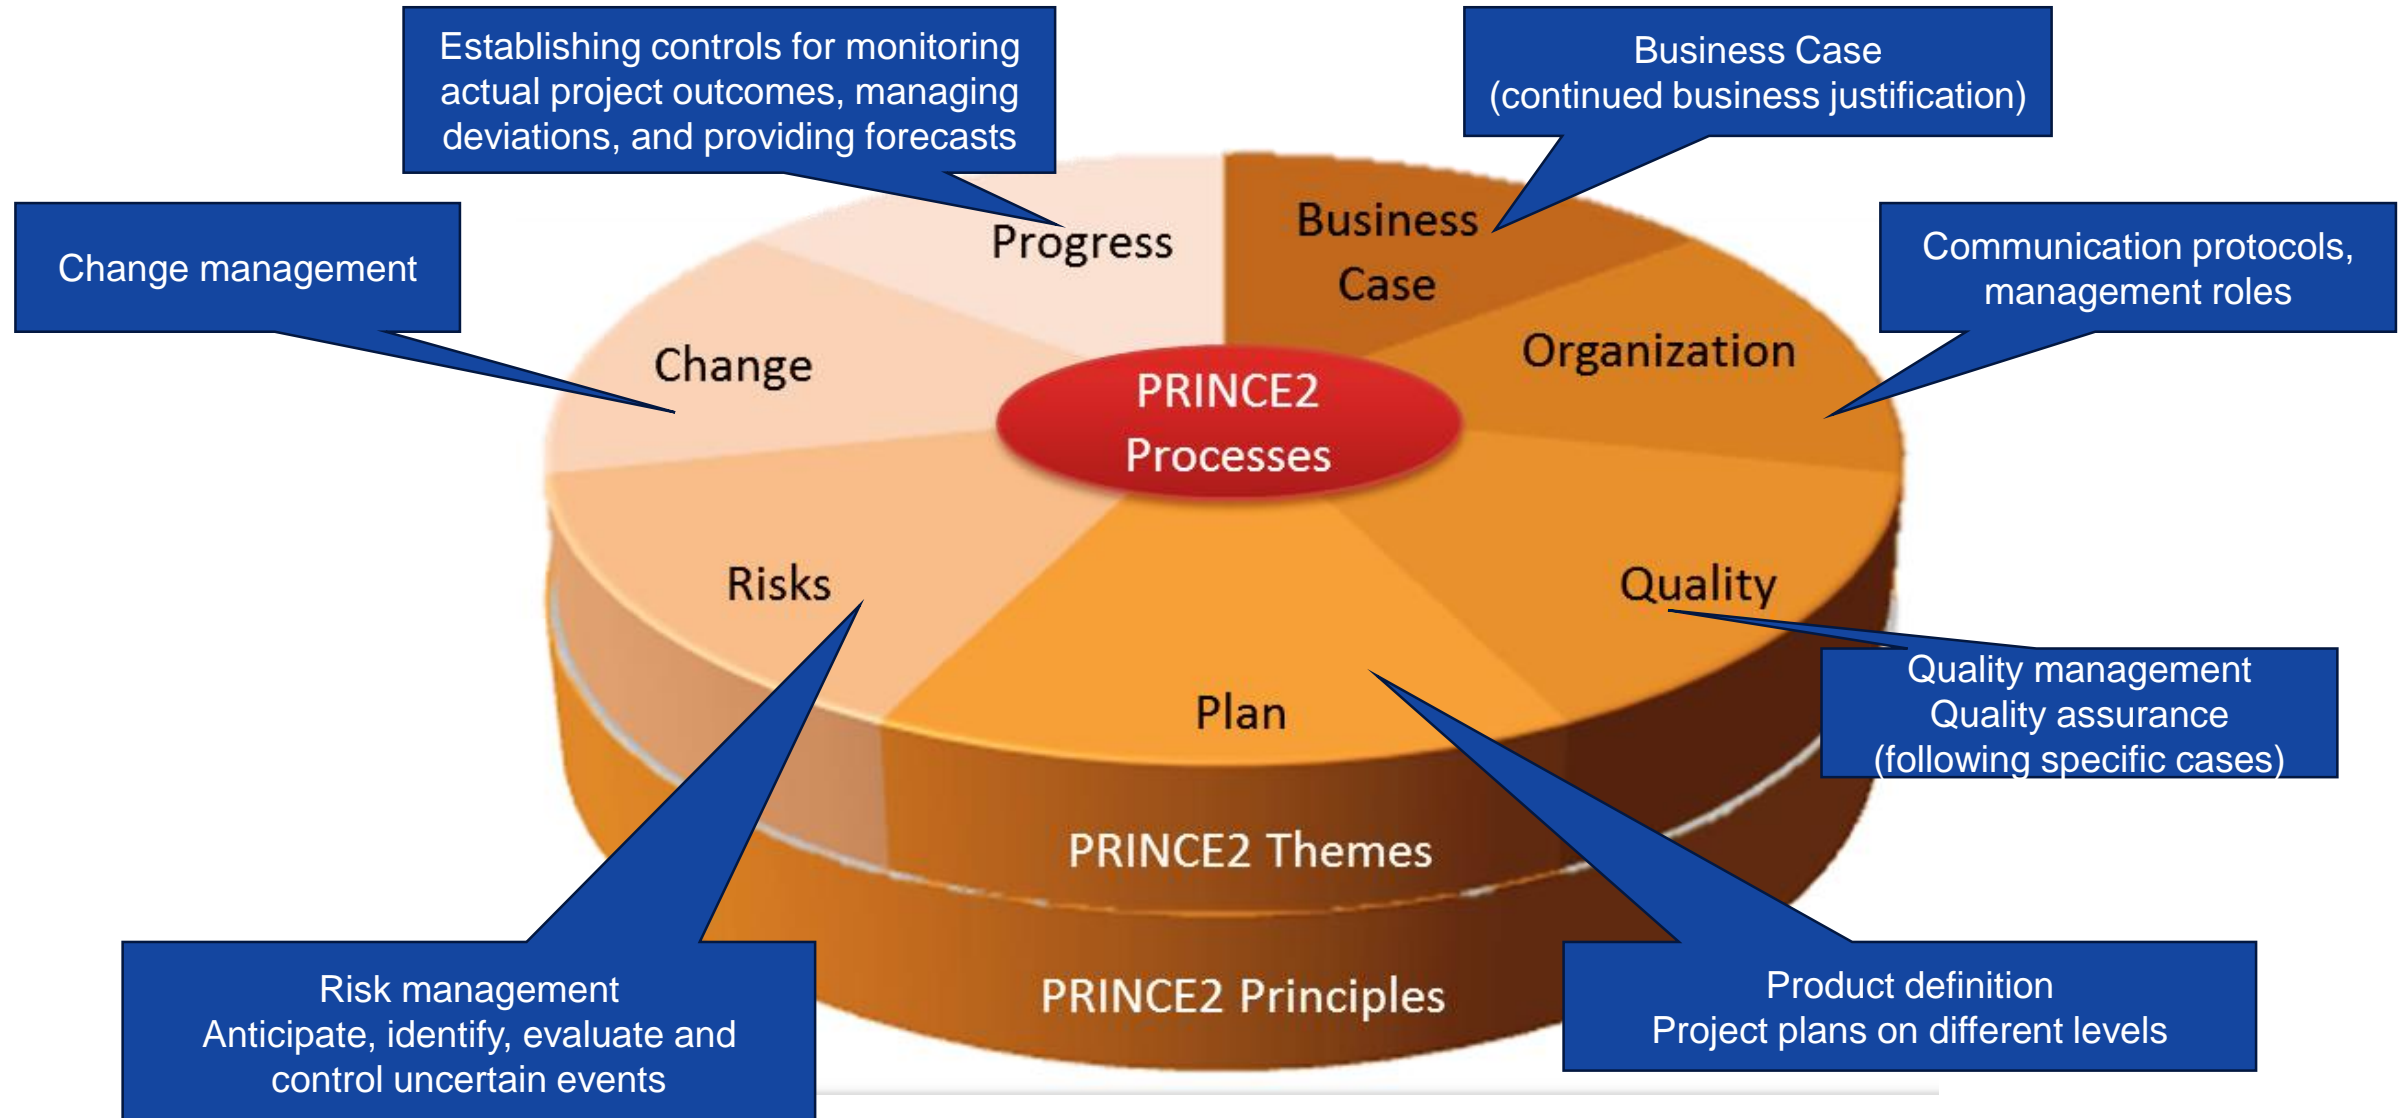 Establishing controls for monitoring
actual project outcomes, managing
deviations, and providing forecasts
Business Case
(continued business justification)
Change management
Communication protocols,
management roles
Progress
Business
Case
Change
Organization
PRINCE2
Processes
Risks
Quality
Plan
Quality management
Quality assurance
(following specific cases)
PRINCE2 Themes
PRINCE2 Principles
Risk management
Anticipate, identify, evaluate and
control uncertain events
Product definition
Project plans on different levels